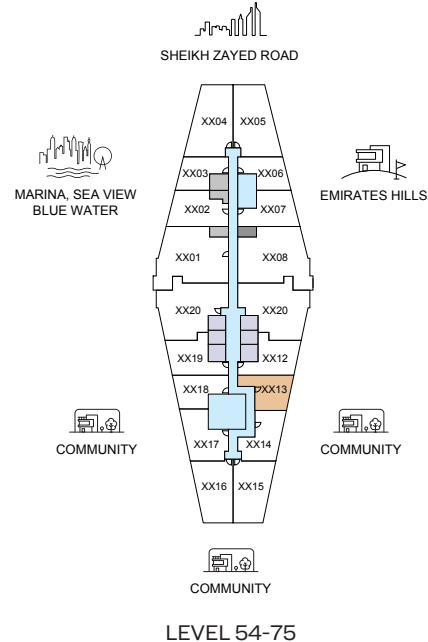 SHEIKH ZAYED ROAD
XX04
XX05
MARINA, SEA VIEW
BLUE WATER
XX03
XX06
EMIRATES HILLS
XX02
XX07
XX01
XX08
XX20
XX20
XX19
XX12
XX18
XX13
COMMUNITY
XX17
XX14
COMMUNITY
XX16
XX15
COMMUNITY
LEVEL 54-75